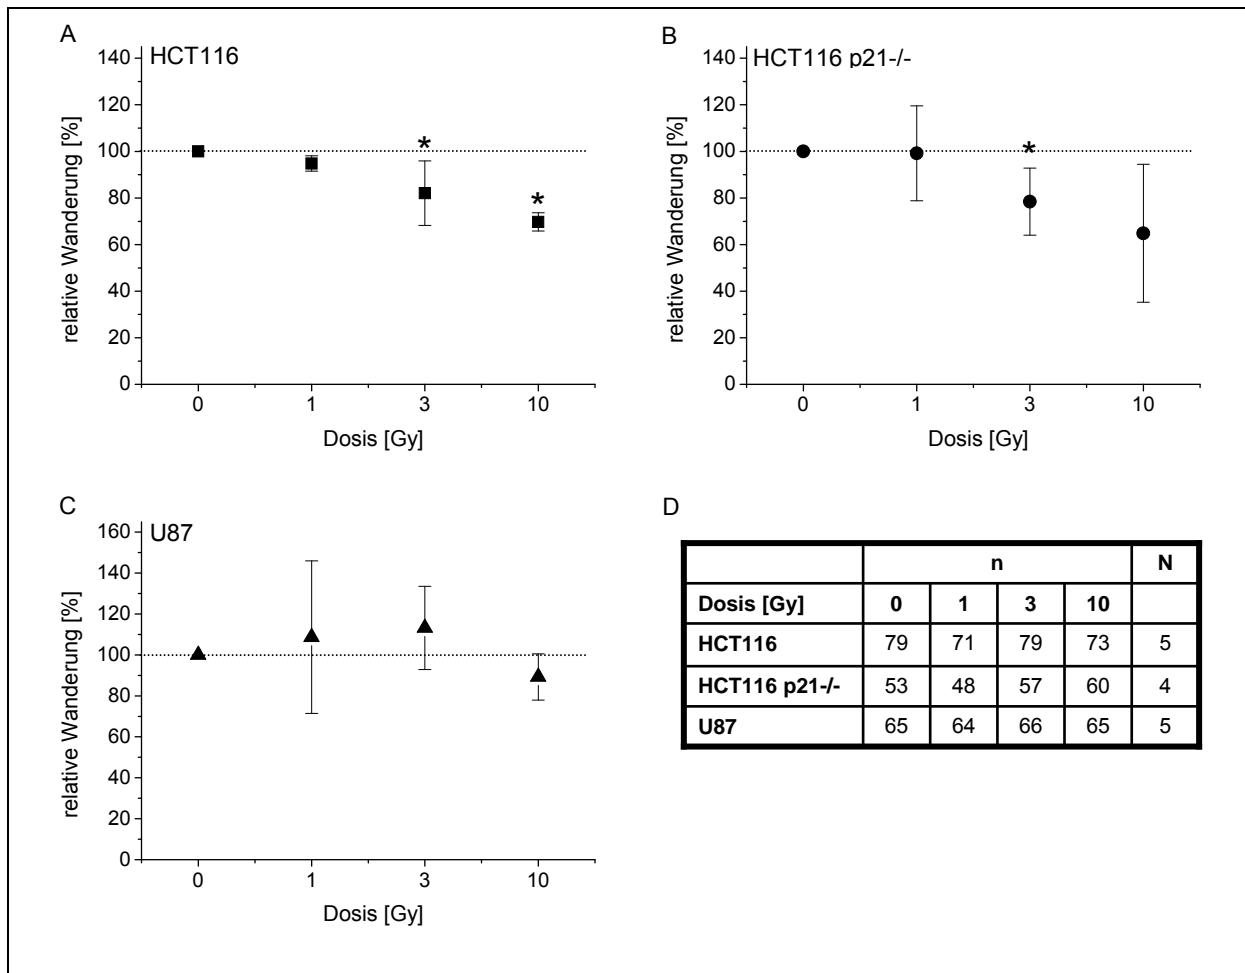 A
HCT116
relative Wanderung [%]
140
120
100
80
60
40
20
0
*
*
0 1 3 10
Dosis [Gy]
B
HCT116 p21-/-
relative Wanderung [%]
140
120
100
80
60
40
20
0
*
0 1 3 10
Dosis [Gy]
C
U87
relative Wanderung [%]
160
140
120
100
80
60
40
20
0
0 1 3 10
Dosis [Gy]
D
n N
Dosis [Gy] 0 1 3 10
HCT116 79 71 79 73 5
HCT116 p21-/- 53 48 57 60 4
U87 65 64 66 65 5